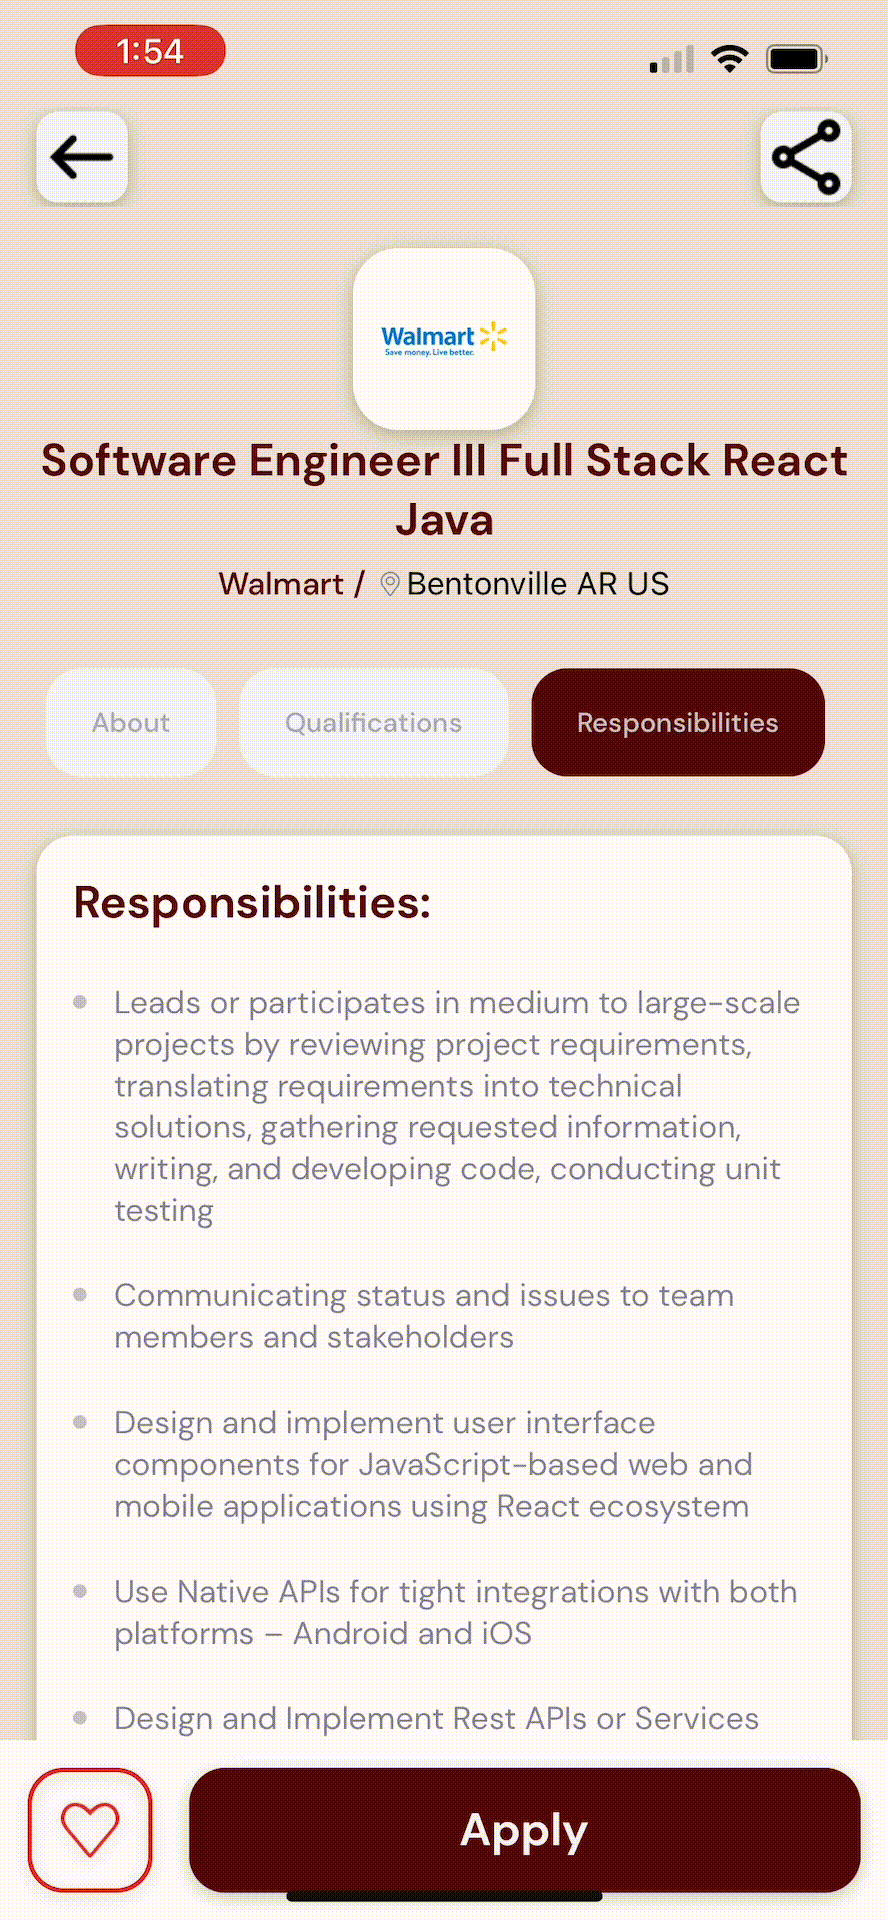 1:54
Walmart
Save money. Live better.
Software Engineer III Full Stack React
Java
Walmart / Bentonville AR US
About
Qualifications
Responsibilities
Responsibilities:
Leads or participates in medium to large-scale
projects by reviewing project requirements,
translating requirements into technical
solutions, gathering requested information,
writing, and developing code, conducting unit
testing
Communicating status and issues to team
members and stakeholders
Design and implement user interface
components for JavaScript-based web and
mobile applications using React ecosystem
Use Native APIs for tight integrations with both
platforms – Android and iOS
Design and Implement Rest APIs or Services
Apply